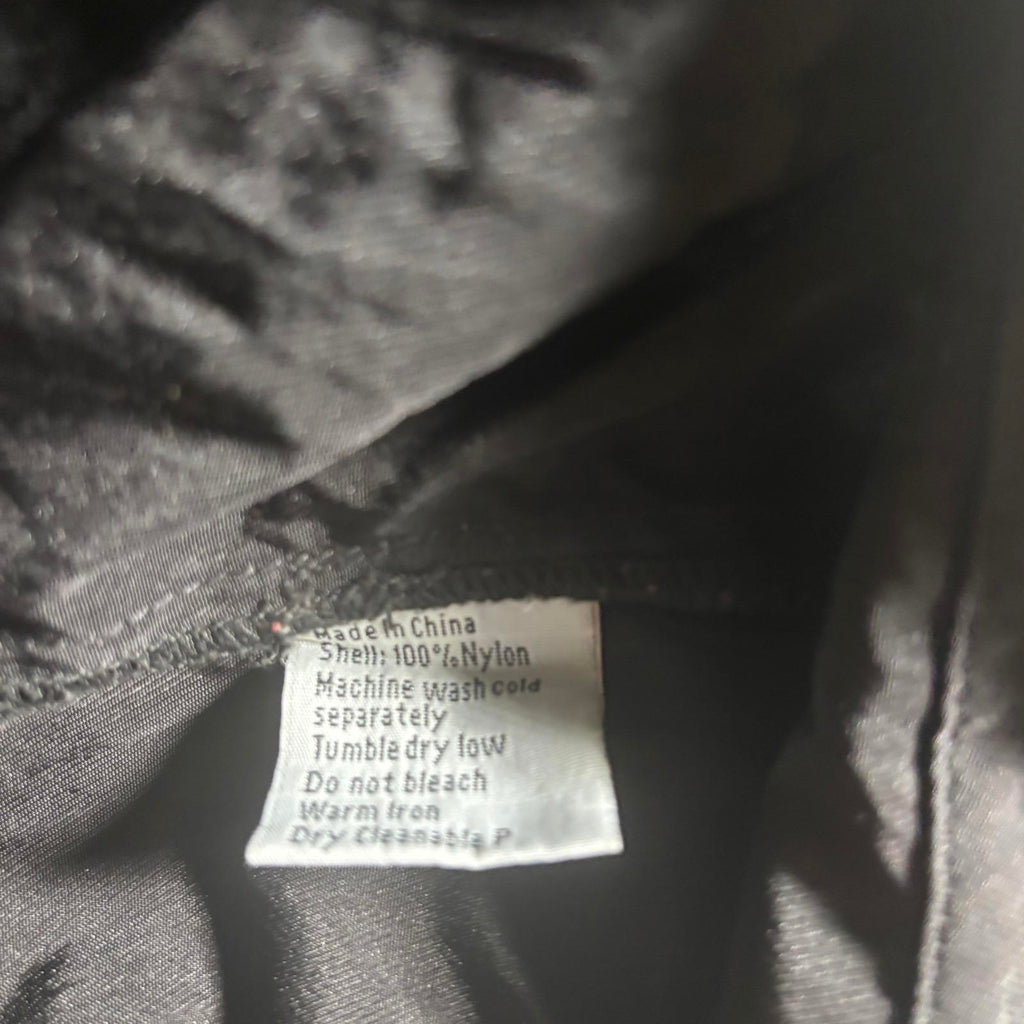 Made in China
Shell: 100% Nylon
Machine wash cold
separately
Tumble dry low
Do not bleach
Warm Iron
Dry Cleanable P